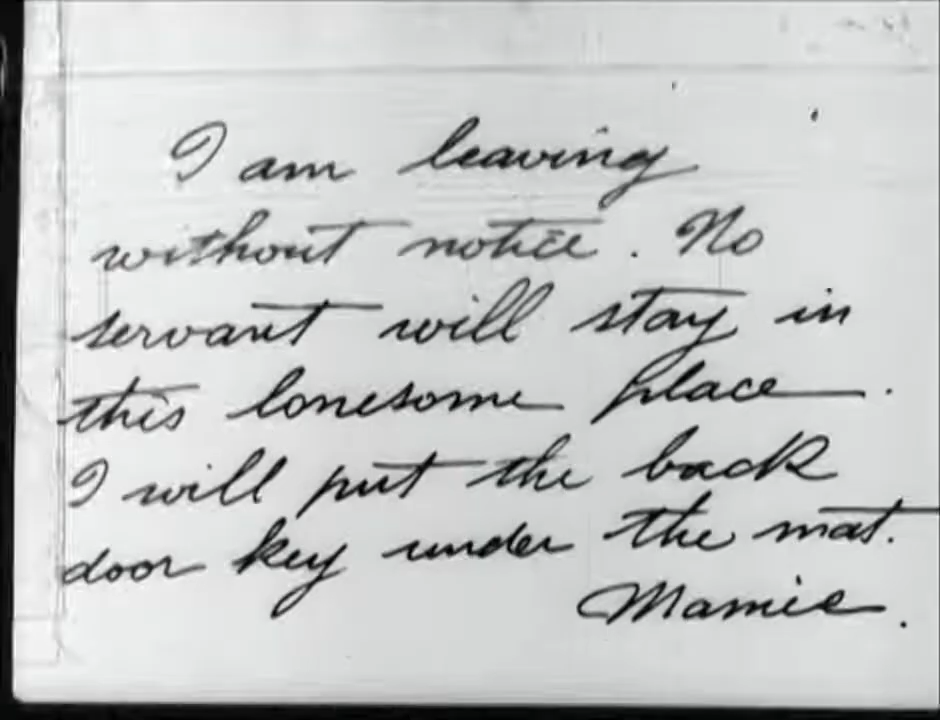 I am leaving
without notice. No
servant will stay in
this lonesome place.
I will put the back
door key under the mat.
Mamie.